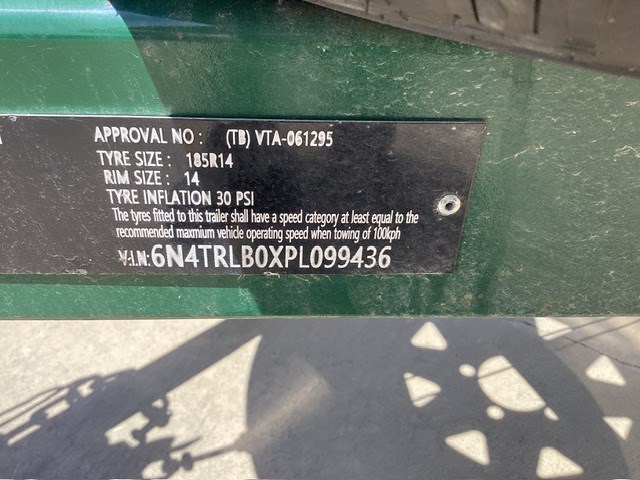 APPROVAL NO : (TB) VTA-061295
TYRE SIZE : 185R14
RIM SIZE : 14
TYRE INFLATION 30 PSI
The tyres fitted to this trailer shall have a speed category at least equal to the
recommended maxmium vehicle operating speed when towing of 100kph
V.I.N: 6N4TRLB0XPL099436